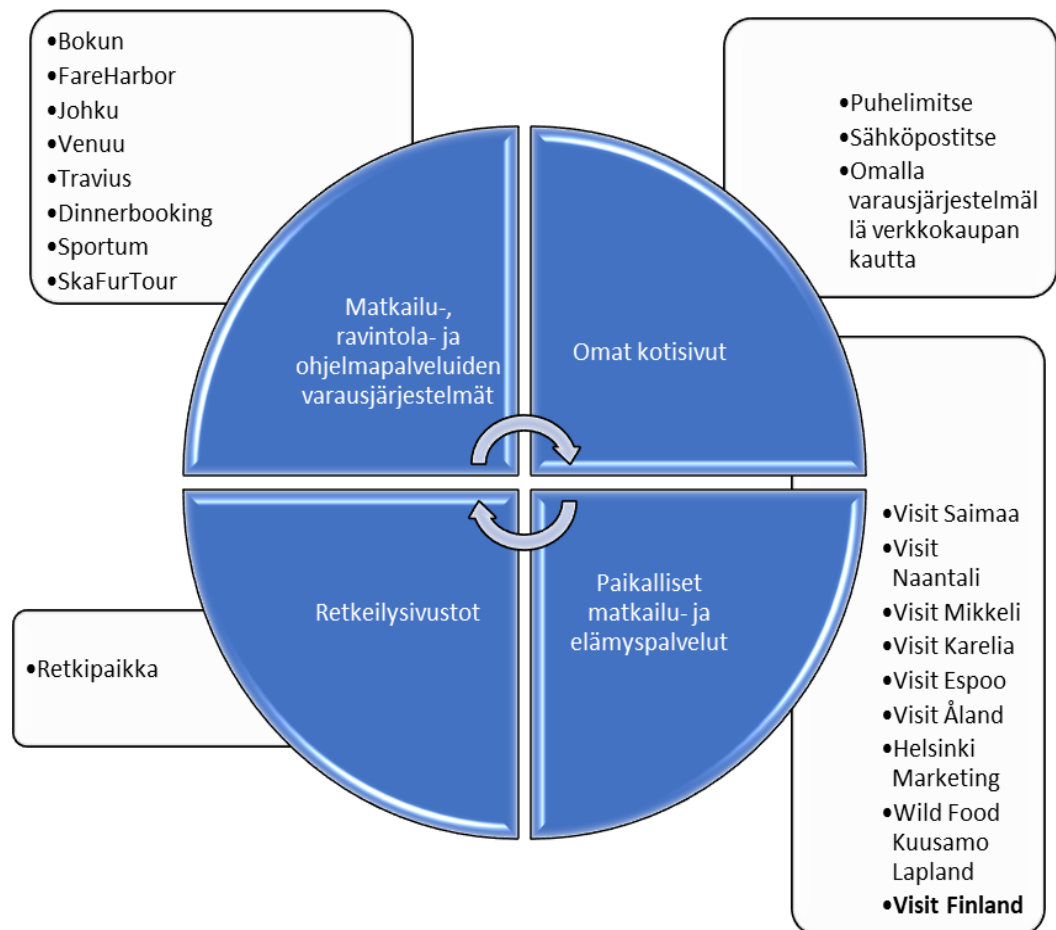 •Bokun
•FareHarbor
•Johku
•Venuu
•Travius
•Dinnerbooking
•Sportum
•SkaFurTour
•Puhelimitse
•Sähköpostitse
•Omalla
varausjärjestelmäl
lä verkkokaupan
kautta
Matkailu-,
ravintola- ja
ohjelmapalveluiden
varausjärjestelmät
Omat kotisivut
Retkeilysivustot
Paikalliset
matkailu- ja
elämyspalvelut
•Retkipaikka
•Visit Saimaa
•Visit
Naantali
•Visit Mikkeli
•Visit Karelia
•Visit Espoo
•Visit Åland
•Helsinki
Marketing
•Wild Food
Kuusamo
Lapland
•Visit Finland